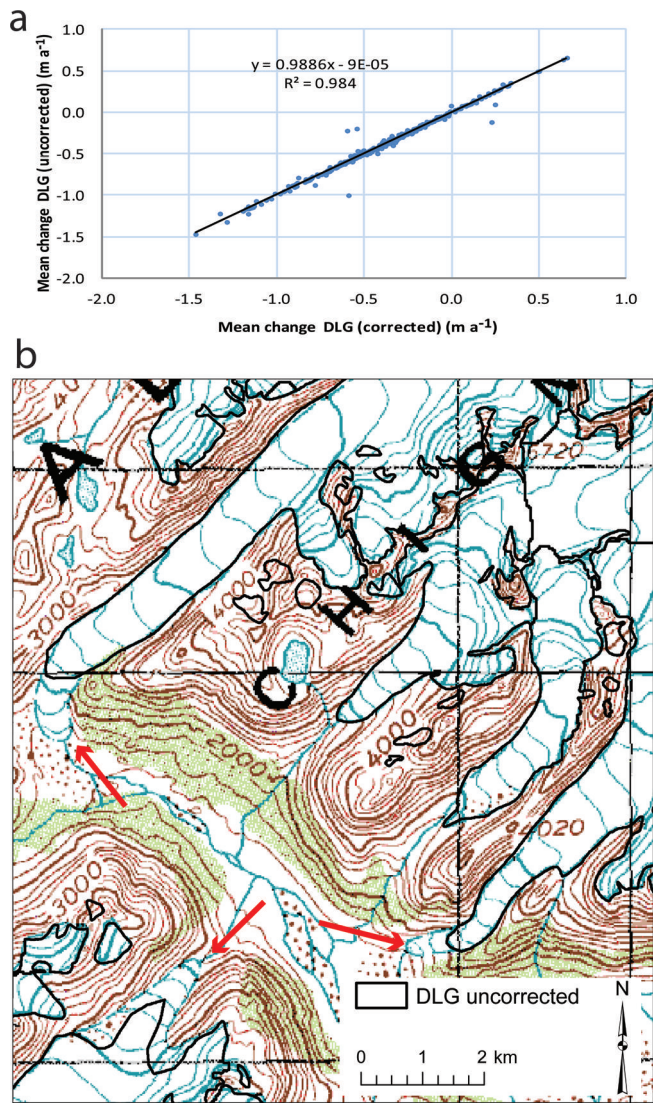 a
1.0
0.5
0.0
-0.5
-1.0
-1.5
-2.0
Mean change DLG (uncorrected) (m a⁻¹)
y = 0.9886x - 9E-05
R² = 0.984
-2.0 -1.5 -1.0 -0.5 0.0 0.5 1.0
Mean change DLG (corrected) (m a⁻¹)
b
A
6720
3000
4000
H
I
O
O
2000
4000
4020
3000
DLG uncorrected
N
0 1 2 km